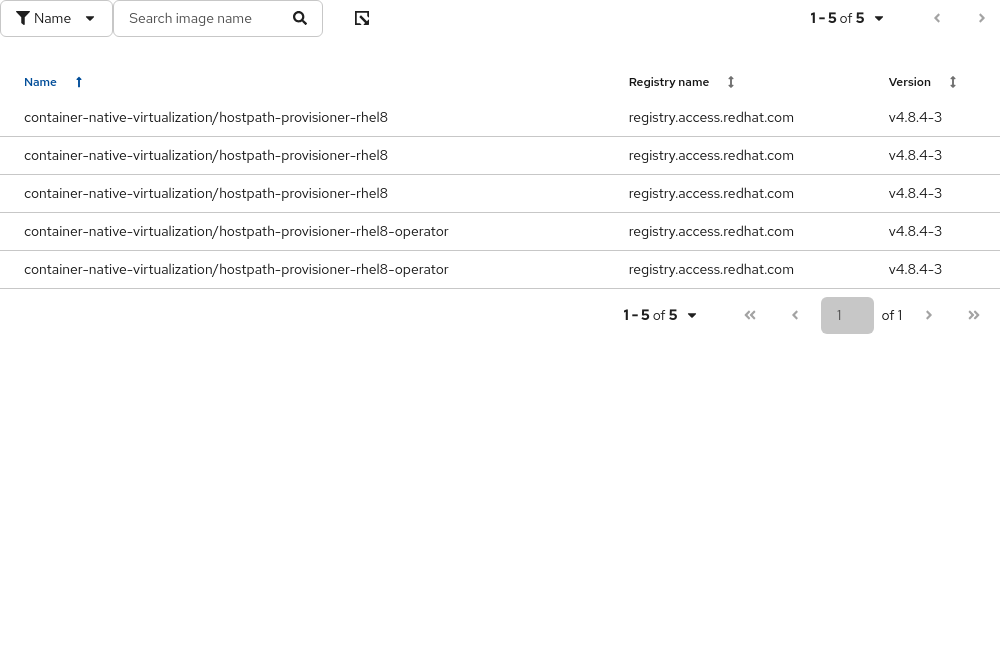 Name Search image name 1 - 5 of 5
Name Registry name Version
container-native-virtualization/hostpath-provisioner-rhel8 registry.access.redhat.com v4.8.4-3
container-native-virtualization/hostpath-provisioner-rhel8 registry.access.redhat.com v4.8.4-3
container-native-virtualization/hostpath-provisioner-rhel8 registry.access.redhat.com v4.8.4-3
container-native-virtualization/hostpath-provisioner-rhel8-operator registry.access.redhat.com v4.8.4-3
container-native-virtualization/hostpath-provisioner-rhel8-operator registry.access.redhat.com v4.8.4-3
1 - 5 of 5 1 of 1